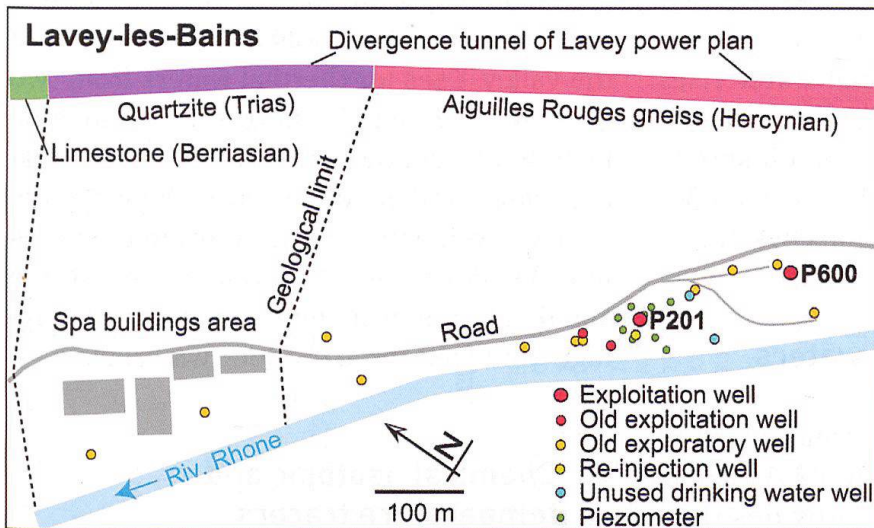 Lavey-les-Bains
Divergence tunnel of Lavey power plan
Quartzite (Trias)
Aiguilles Rouges gneiss (Hercynian)
Limestone (Berriasian)
Geological limit
P600
Spa buildings area
Road
P201
Riv. Rhone
N
100 m
Exploitation well
Old exploitation well
Old exploratory well
Re-injection well
Unused drinking water well
Piezometer